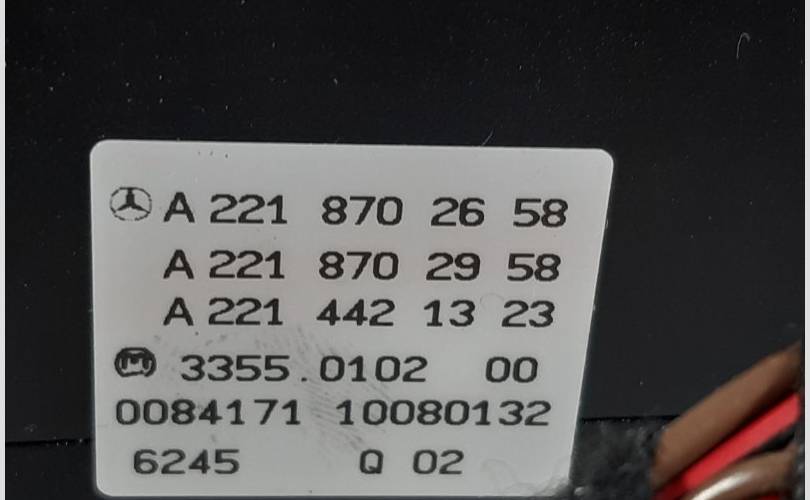 A 221 870 26 58
A 221 870 29 58
A 221 442 13 23
M 3355.0102 00
0084171 10080132
6245 Q 02